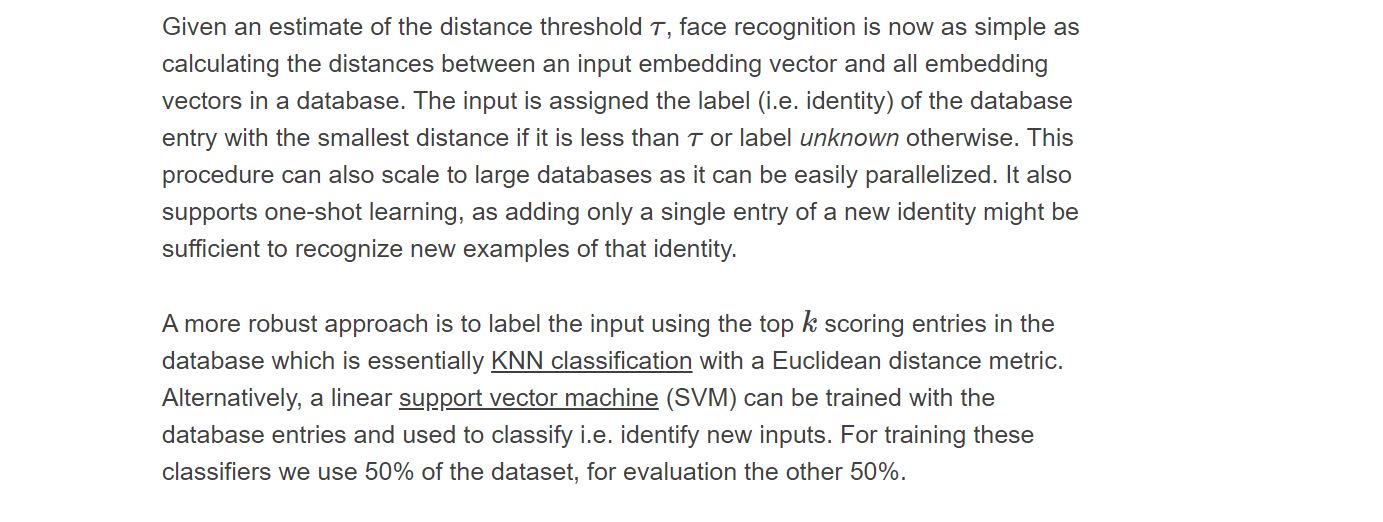 Given an estimate of the distance threshold τ, face recognition is now as simple as
calculating the distances between an input embedding vector and all embedding
vectors in a database. The input is assigned the label (i.e. identity) of the database
entry with the smallest distance if it is less than τ or label unknown otherwise. This
procedure can also scale to large databases as it can be easily parallelized. It also
supports one-shot learning, as adding only a single entry of a new identity might be
sufficient to recognize new examples of that identity.
A more robust approach is to label the input using the top k scoring entries in the
database which is essentially KNN classification with a Euclidean distance metric.
Alternatively, a linear support vector machine (SVM) can be trained with the
database entries and used to classify i.e. identify new inputs. For training these
classifiers we use 50% of the dataset, for evaluation the other 50%.